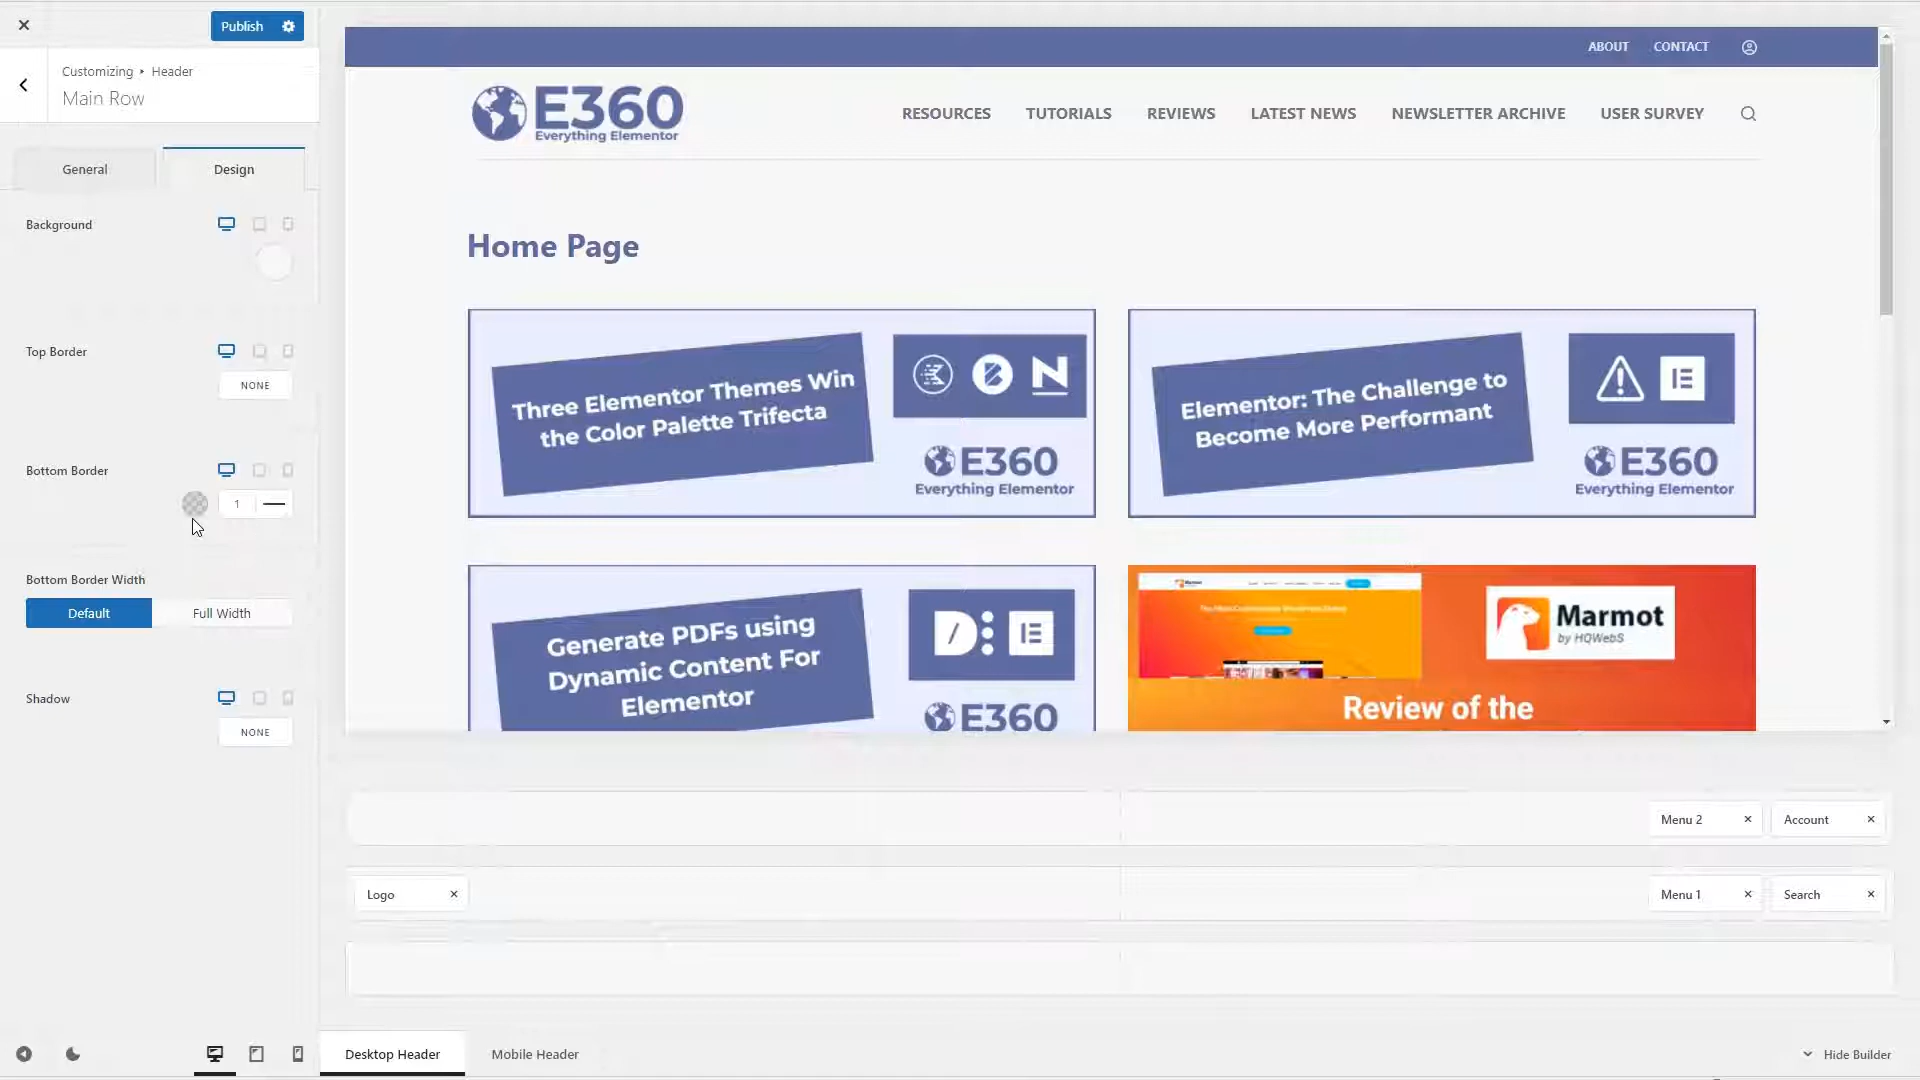 Publish
Customizing ▸ Header
Main Row
General
Design
Background
Top Border
NONE
Bottom Border
1
Bottom Border Width
Default
Full Width
Shadow
NONE
ABOUT
CONTACT
E360
Everything Elementor
RESOURCES
TUTORIALS
REVIEWS
LATEST NEWS
NEWSLETTER ARCHIVE
USER SURVEY
Home Page
Three Elementor Themes Win
the Color Palette Trifecta
E360
Everything Elementor
Elementor: The Challenge to
Become More Performant
E360
Everything Elementor
Generate PDFs using
Dynamic Content For
Elementor
E360
Marmot
by HQWebS
Review of the
Menu 2
Account
Logo
Menu 1
Search
Desktop Header
Mobile Header
Hide Builder